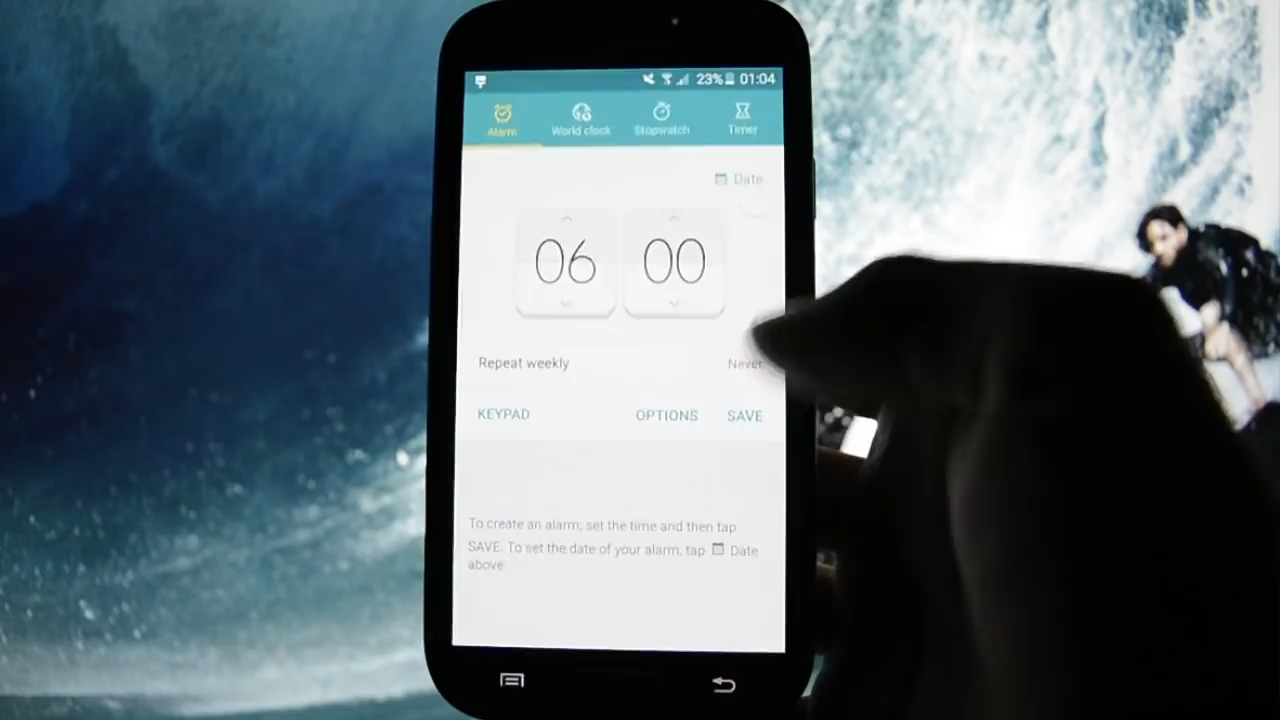 23% 01:04
Alarm World clock Stopwatch Timer
Date
06 00
Repeat weekly Never
KEYPAD OPTIONS SAVE
To create an alarm, set the time and then tap
SAVE. To set the date of your alarm, tap Date
above.